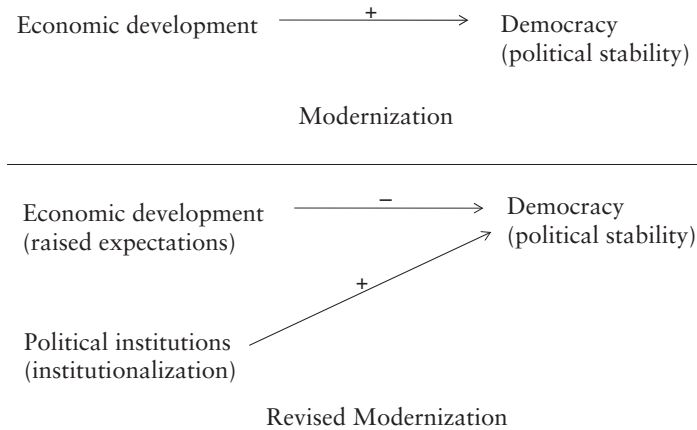 Economic development + Democracy
(political stability)
Modernization
Economic development − Democracy
(raised expectations) (political stability)
+
Political institutions
(institutionalization)
Revised Modernization